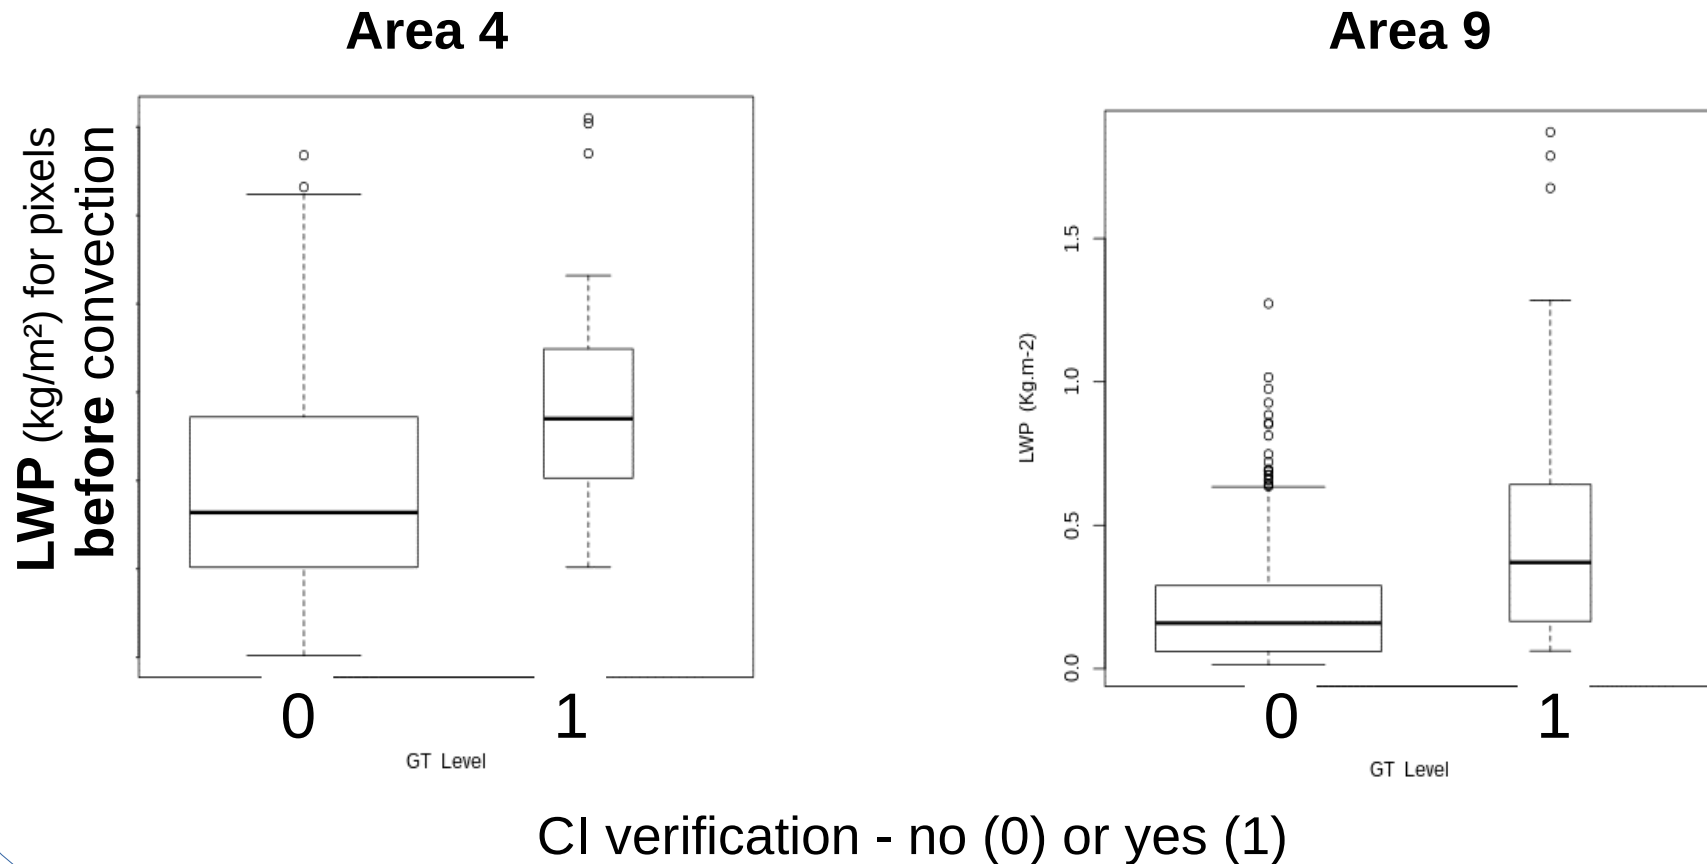 Area 4
Area 9
LWP (kg/m²) for pixels
before convection
LWP (Kg.m-2)
1.5
1.0
0.5
0.0
0
1
0
1
GT Level
GT Level
CI verification - no (0) or yes (1)